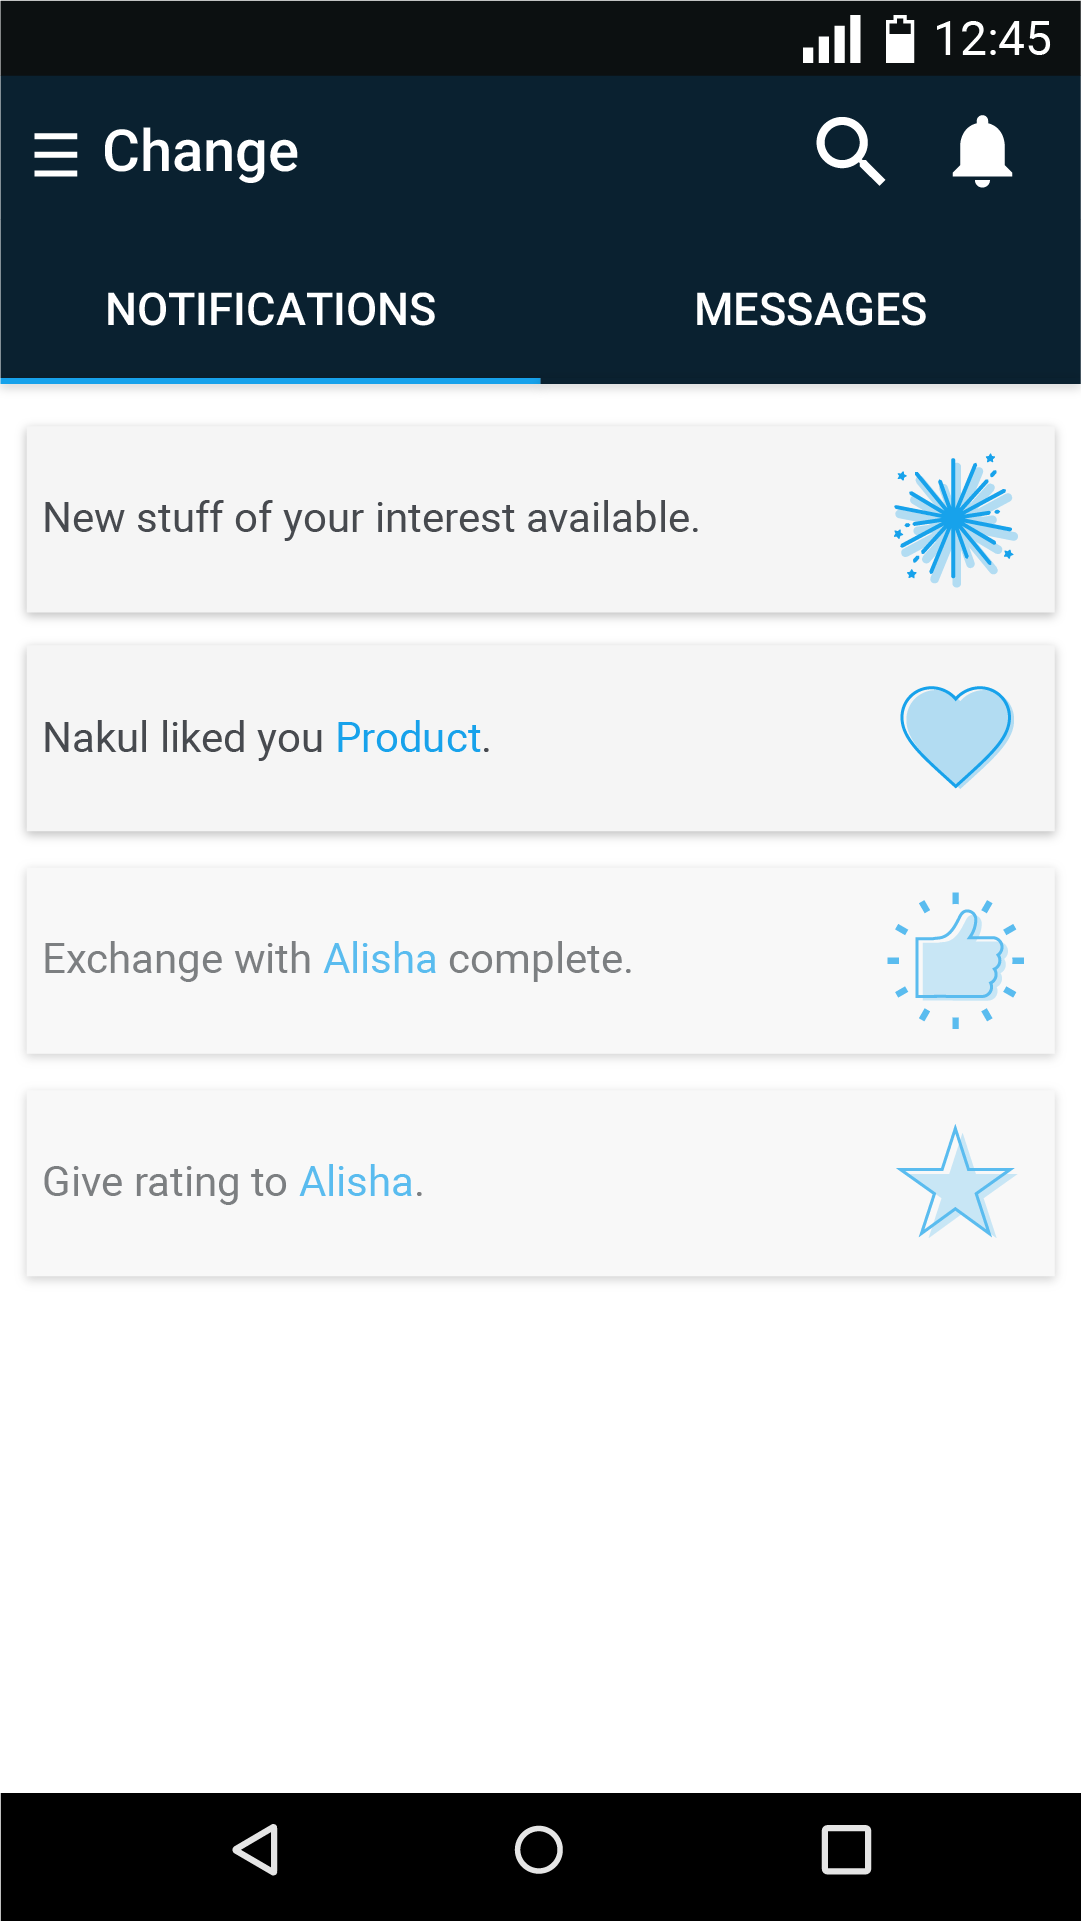 12:45
Change
NOTIFICATIONS
MESSAGES
New stuff of your interest available.
Nakul liked you Product.
Exchange with Alisha complete.
Give rating to Alisha.